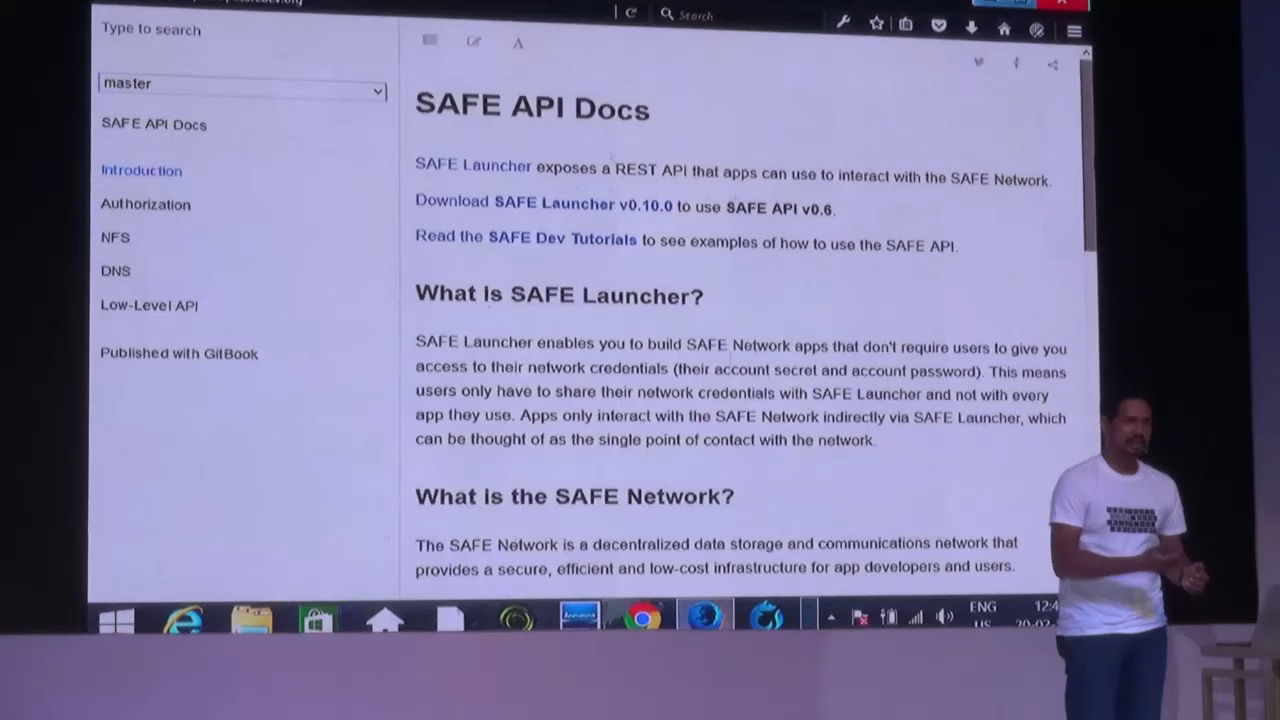 Search
Type to search
master
SAFE API Docs
Introduction
Authorization
NFS
DNS
Low-Level API
Published with GitBook
A
SAFE API Docs
SAFE Launcher exposes a REST API that apps can use to interact with the SAFE Network.
Download SAFE Launcher v0.10.0 to use SAFE API v0.6.
Read the SAFE Dev Tutorials to see examples of how to use the SAFE API.
What is SAFE Launcher?
SAFE Launcher enables you to build SAFE Network apps that don't require users to give you
access to their network credentials (their account secret and account password). This means
users only have to share their network credentials with SAFE Launcher and not with every
app they use. Apps only interact with the SAFE Network indirectly via SAFE Launcher, which
can be thought of as the single point of contact with the network.
What is the SAFE Network?
The SAFE Network is a decentralized data storage and communications network that
provides a secure, efficient and low-cost infrastructure for app developers and users.
ENG
US
12:4
20-02-